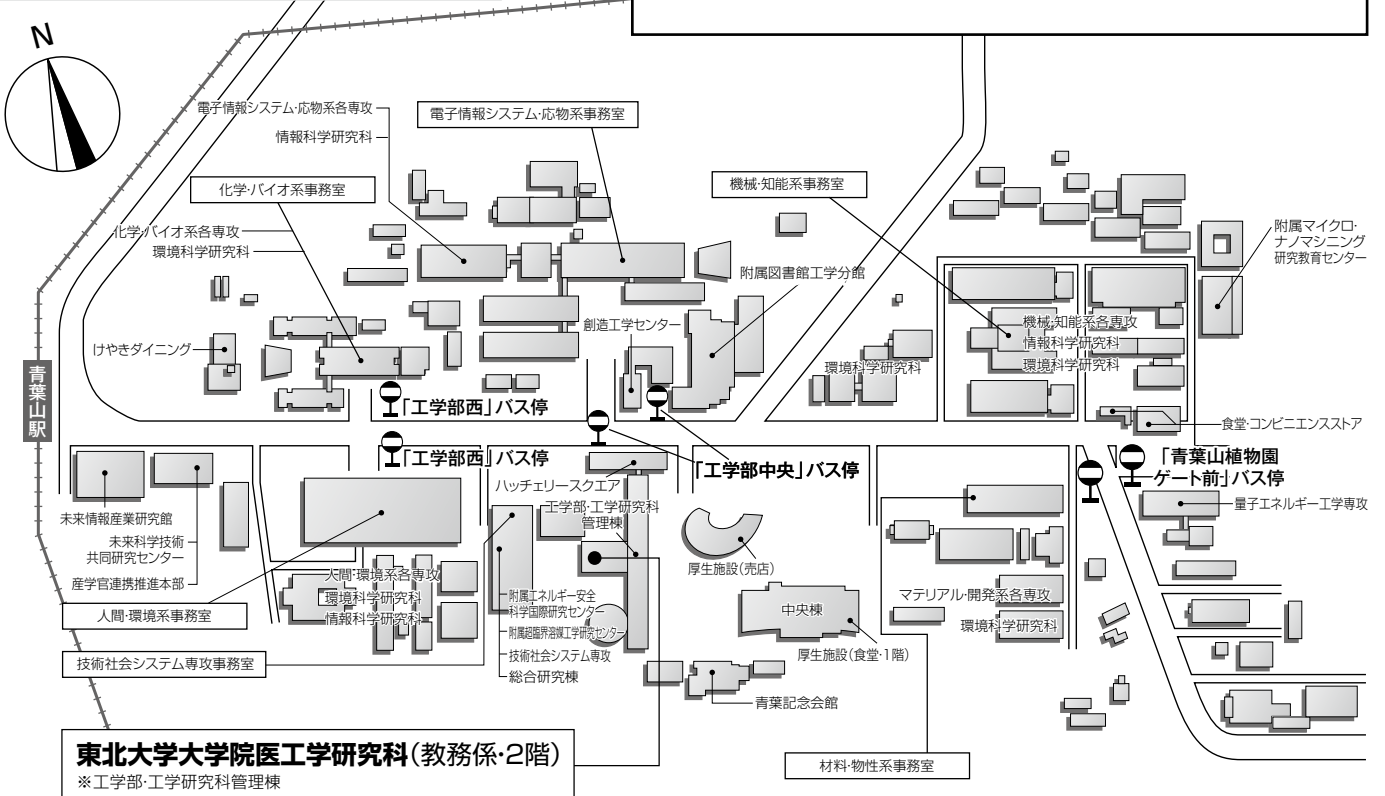 N
電子情報システム・応物系各専攻
情報科学研究科
電子情報システム・応物系事務室
化学・バイオ系事務室
化学・バイオ系各専攻
環境科学研究科
機械・知能系事務室
附属マイクロ・
ナノマシニング
研究教育センター
附属図書館工学分館
創造工学センター
機械・知能系各専攻
情報科学研究科
環境科学研究科
環境科学研究科
けやきダイニング
青葉山駅
「工学部西」バス停
食堂・コンビニエンスストア
「工学部西」バス停
「工学部中央」バス停
「青葉山植物園
ゲート前」バス停
ハッチェリースクエア
工学部・工学研究科
管理棟
量子エネルギー工学専攻
未来情報産業研究館
未来科学技術
共同研究センター
産学官連携推進本部
人間・環境系事務室
人間・環境系各専攻
環境科学研究科
情報科学研究科
厚生施設(売店)
附属エネルギー安全
科学国際研究センター
附属超臨界溶媒工学研究センター
技術社会システム専攻
総合研究棟
中央棟
マテリアル・開発系各専攻
環境科学研究科
厚生施設(食堂・1階)
技術社会システム専攻事務室
青葉記念会館
東北大学大学院医工学研究科(教務係・2階)
※工学部・工学研究科管理棟
材料・物性系事務室